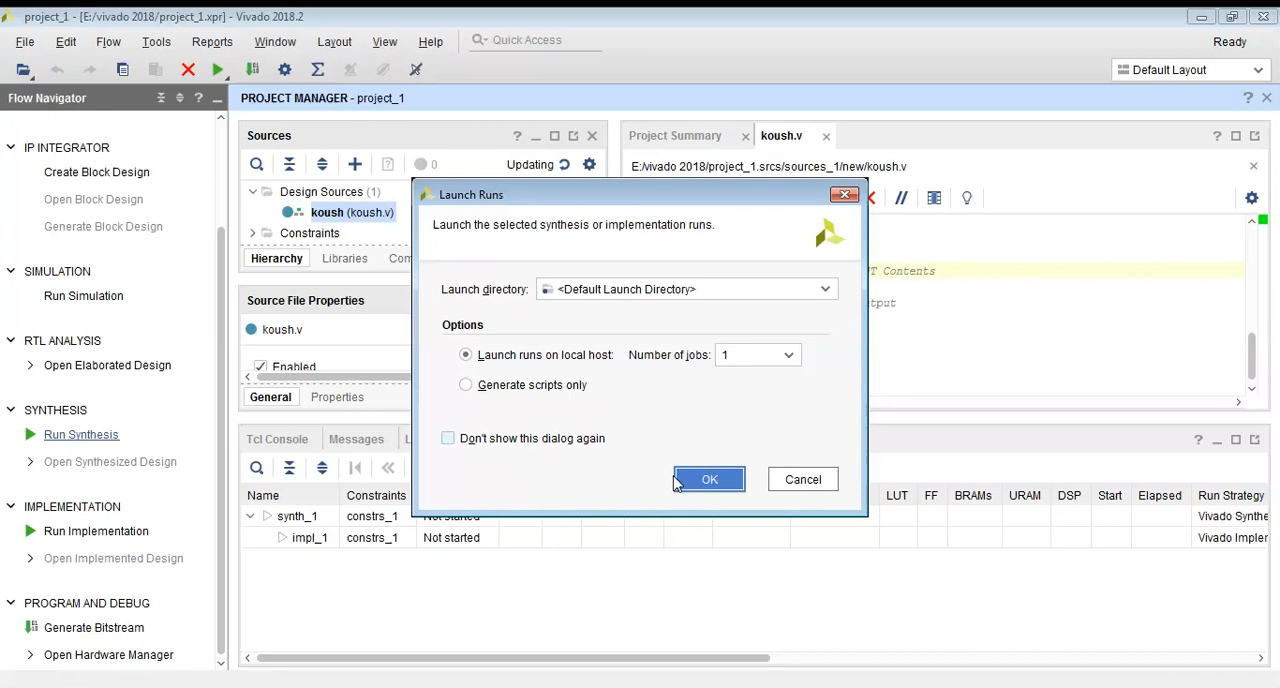 project_1 - [E:/vivado 2018/project_1.xpr] - Vivado 2018.2
File Edit Flow Tools Reports Window Layout View Help Quick Access Ready
Default Layout
Flow Navigator
PROJECT MANAGER - project_1
IP INTEGRATOR
Create Block Design
Open Block Design
Generate Block Design
SIMULATION
Run Simulation
RTL ANALYSIS
Open Elaborated Design
SYNTHESIS
Run Synthesis
Open Synthesized Design
IMPLEMENTATION
Run Implementation
Open Implemented Design
PROGRAM AND DEBUG
Generate Bitstream
Open Hardware Manager
Sources
0 Updating
Design Sources (1)
koush (koush.v)
Constraints
Hierarchy Libraries
Source File Properties
koush.v
Enabled
General Properties
Project Summary koush.v
E:/vivado 2018/project_1.srcs/sources_1/new/koush.v
Contents
Launch Runs
Launch the selected synthesis or implementation runs.
Launch directory: <Default Launch Directory>
Options
Launch runs on local host: Number of jobs: 1
Generate scripts only
Don't show this dialog again
OK Cancel
Tcl Console Messages
Name Constraints LUT FF BRAMs URAM DSP Start Elapsed Run Strategy
synth_1 constrs_1 Not started Vivado Synthe
impl_1 constrs_1 Not started Vivado Implem